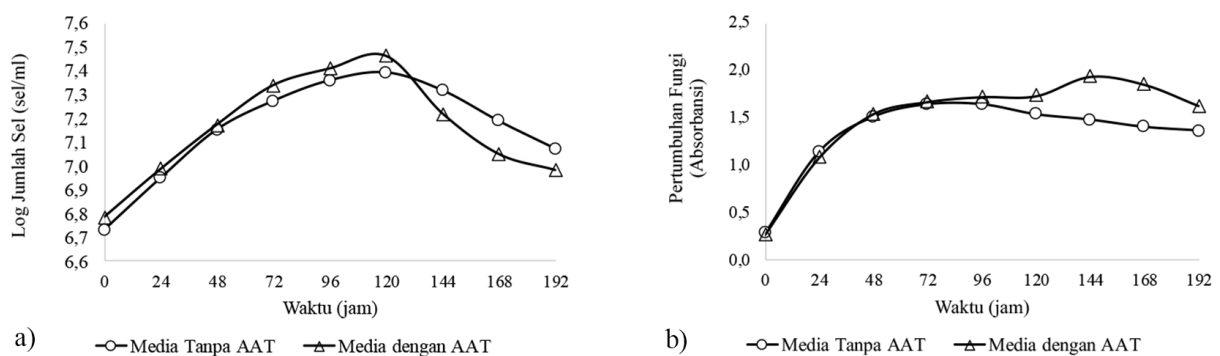 7,6
7,5
7,4
7,3
7,2
7,1
7,0
6,9
6,8
6,7
6,6
Log Jumlah Sel (sel/ml)
0 24 48 72 96 120 144 168 192
Waktu (jam)
a)
Media Tanpa AAT Media dengan AAT
2,5
2,0
1,5
1,0
0,5
0,0
Pertumbuhan Fungi
(Absorbansi)
0 24 48 72 96 120 144 168 192
Waktu (jam)
b)
Media Tanpa AAT Media dengan AAT